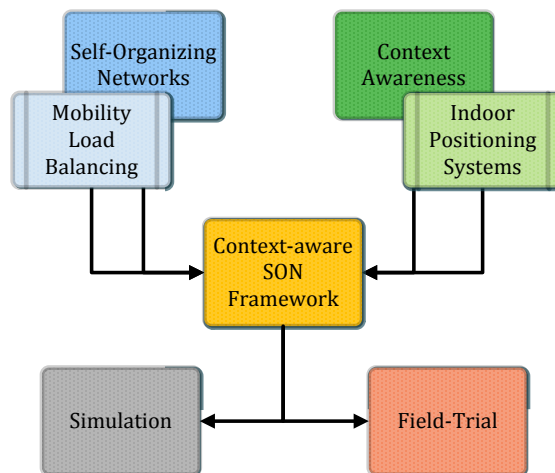 Self-Organizing
Networks
Context
Awareness
Mobility
Load
Balancing
Indoor
Positioning
Systems
Context-aware
SON
Framework
Simulation
Field-Trial